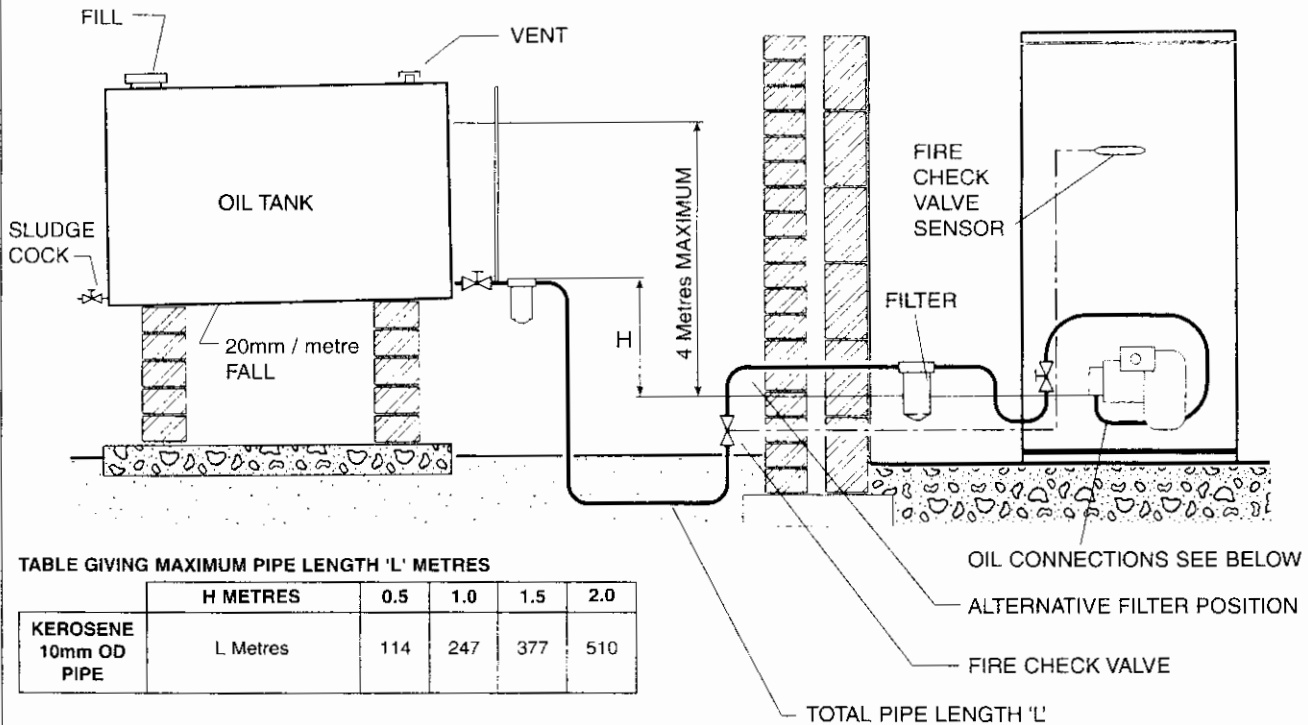 FILL
VENT
OIL TANK
SLUDGE
COCK
20mm / metre
FALL
H
4 Metres MAXIMUM
FILTER
FIRE
CHECK
VALVE
SENSOR
OIL CONNECTIONS SEE BELOW
ALTERNATIVE FILTER POSITION
FIRE CHECK VALVE
TOTAL PIPE LENGTH 'L'
TABLE GIVING MAXIMUM PIPE LENGTH 'L' METRES
H METRES 0.5 1.0 1.5 2.0
KEROSENE
10mm OD
PIPE
L Metres 114 247 377 510